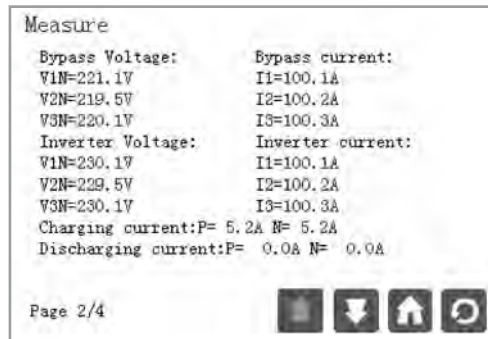 Measure
Bypass Voltage: Bypass current:
V1N=221.1V I1=100.1A
V2N=219.5V I2=100.2A
V3N=220.1V I3=100.3A
Inverter Voltage: Inverter current:
V1N=230.1V I1=100.1A
V2N=229.5V I2=100.2A
V3N=230.1V I3=100.3A
Charging current:P= 5.2A N= 5.2A
Discharging current:P= 0.0A N= 0.0A
Page 2/4